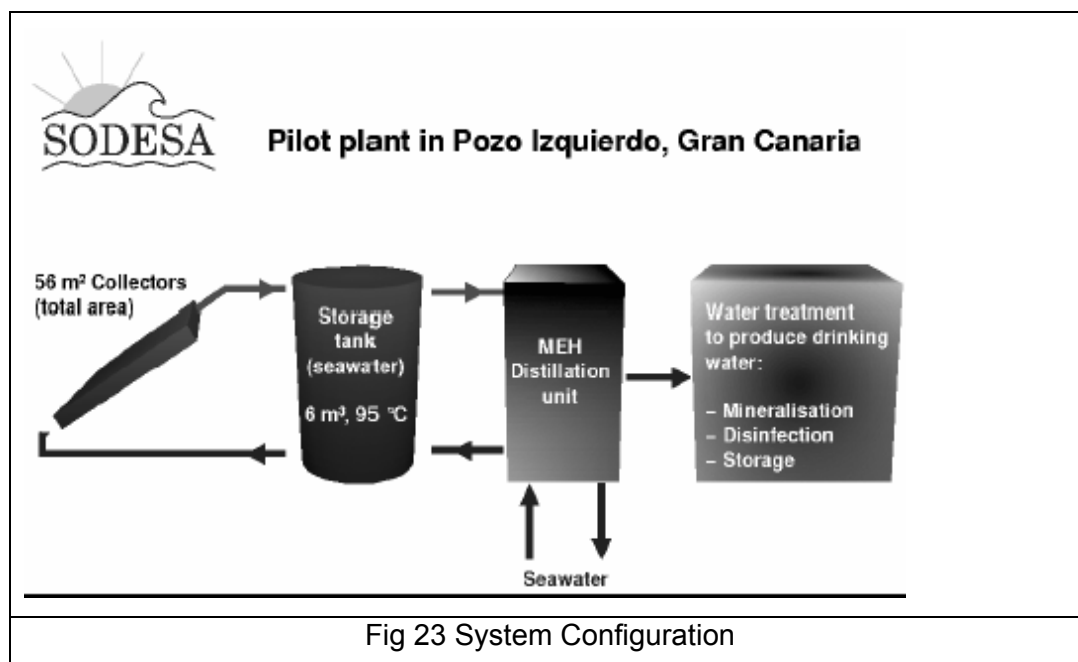 SODESA
Pilot plant in Pozo Izquierdo, Gran Canaria
56 m² Collectors
(total area)
Storage
tank
(seawater)
6 m³, 95 °C
MEH
Distillation
unit
Water treatment
to produce drinking
water:
– Mineralisation
– Disinfection
– Storage
Seawater
Fig 23 System Configuration